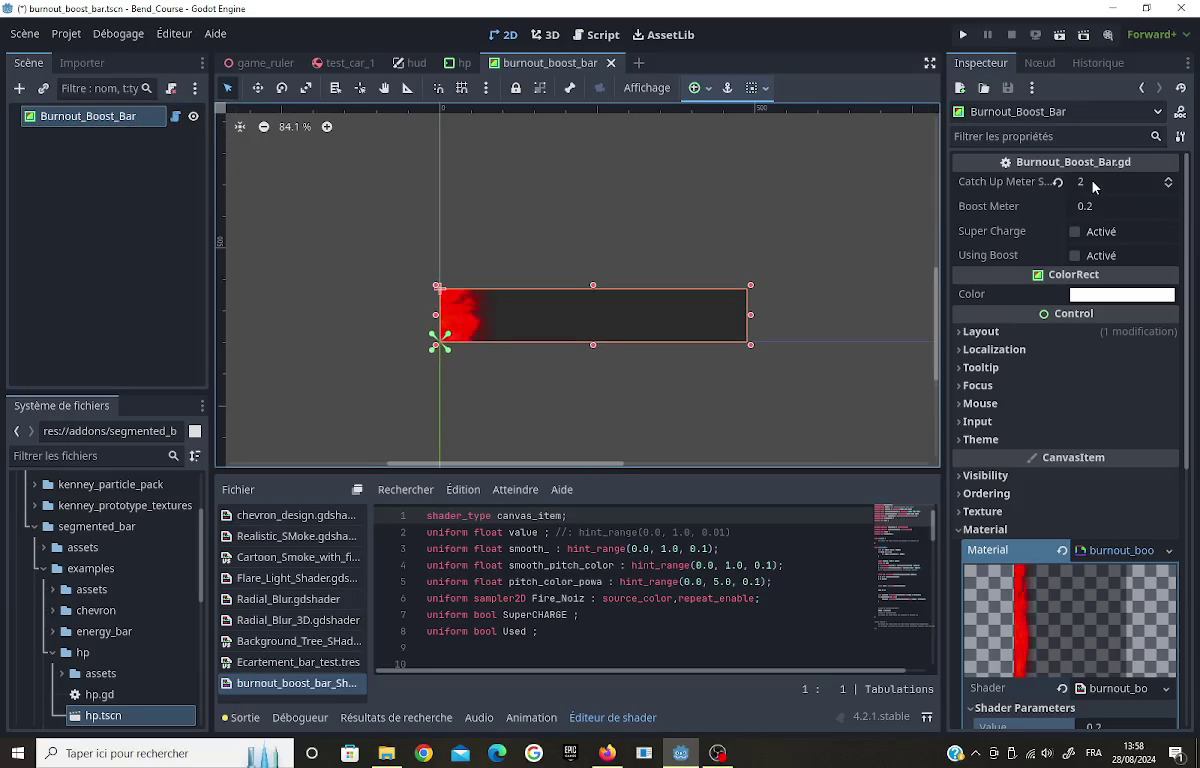 (*) burnout_boost_bar.tscn - Bend_Course - Godot Engine
Scène Projet Débogage Éditeur Aide
2D 3D Script AssetLib
Forward+
Scène Importer
game_ruler test_car_1 hud hp burnout_boost_bar
Inspecteur Nœud Historique
Filtre : nom, t:ty
Affichage
Burnout_Boost_Bar
Burnout_Boost_Bar
Filtrer les propriétés
84.1 %
0
500
500
Burnout_Boost_Bar.gd
Catch Up Meter S... 2
Boost Meter 0.2
Super Charge Activé
Using Boost Activé
ColorRect
Color
Control
Layout (1 modification)
Localization
Tooltip
Focus
Mouse
Input
Theme
CanvasItem
Visibility
Ordering
Texture
Material
Material burnout_boo
Shader burnout_bo
Shader Parameters
Value 0.2
Système de fichiers
res://addons/segmented_b
Filtrer les fichiers
kenney_particle_pack
kenney_prototype_textures
segmented_bar
assets
examples
assets
chevron
energy_bar
hp
assets
hp.gd
hp.tscn
Fichier
chevron_design.gdsha...
Realistic_SMoke.gdsha...
Cartoon_Smoke_with_fi...
Flare_Light_Shader.gds...
Radial_Blur.gdshader
Radial_Blur_3D.gdshader
Background_Tree_SHad...
Ecartement_bar_test.tres
burnout_boost_bar_Sh...
Rechercher Édition Atteindre Aide
1 shader_type canvas_item;
2 uniform float value ; //: hint_range(0.0, 1.0, 0.01)
3 uniform float smooth_ : hint_range(0.0, 1.0, 0.1);
4 uniform float smooth_pitch_color : hint_range(0.0, 1.0, 0.1);
5 uniform float pitch_color_powa : hint_range(0.0, 5.0, 0.1);
6 uniform sampler2D Fire_Noiz : source_color,repeat_enable;
7 uniform bool SuperCHARGE ;
8 uniform bool Used ;
9
10
1 : 1 | Tabulations
Sortie Débogueur Résultats de recherche Audio Animation Éditeur de shader
4.2.1.stable
Taper ici pour rechercher
FRA
13:58
28/08/2024